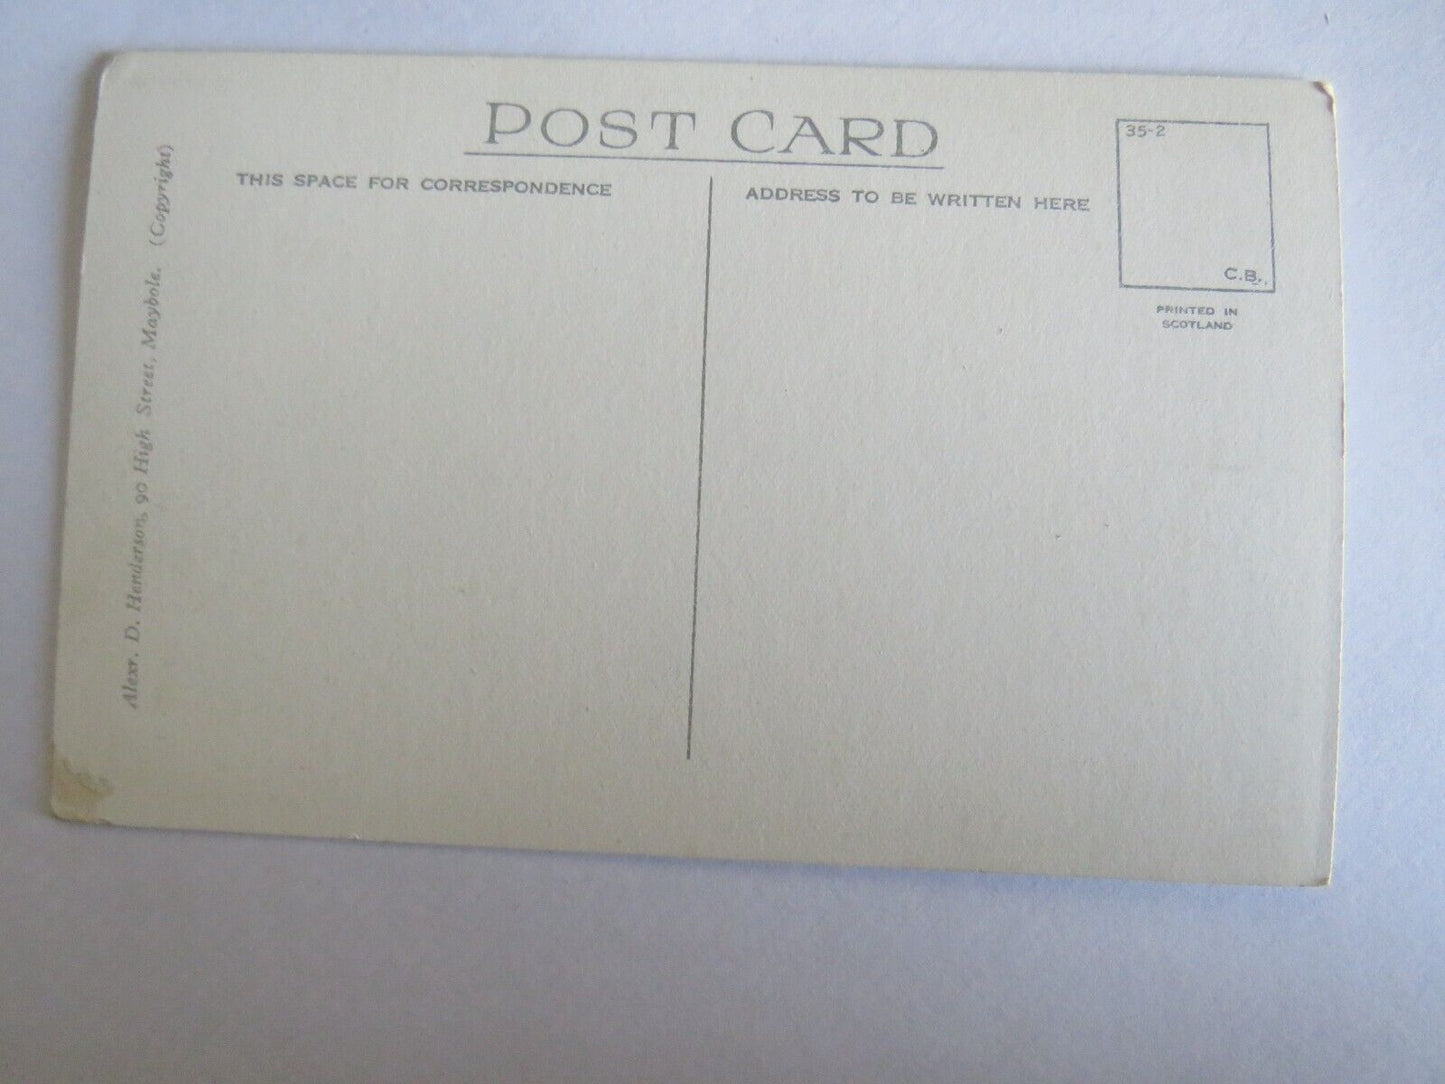 POST CARD
THIS SPACE FOR CORRESPONDENCE
ADDRESS TO BE WRITTEN HERE
35-2
C.B.
PRINTED IN
SCOTLAND
Alexr. D. Henderson, 90 High Street, Maybole. (Copyright)